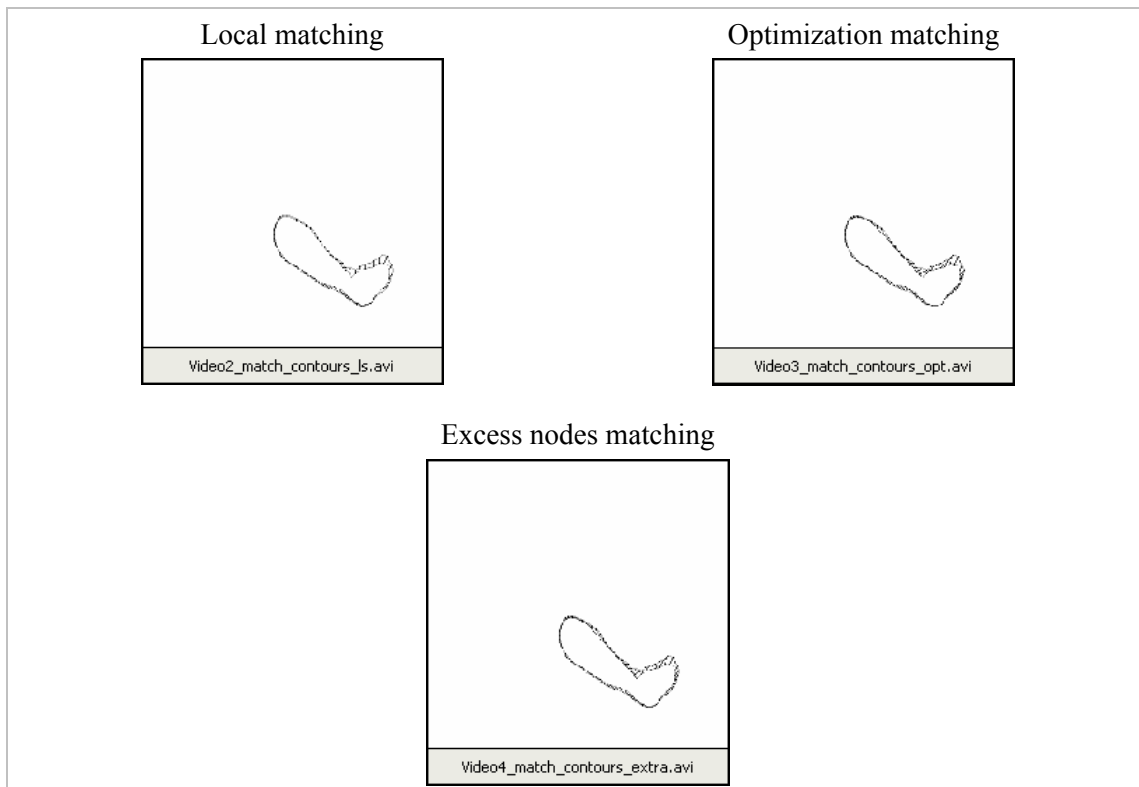 Local matching
Optimization matching
Video2_match_contours_ls.avi
Video3_match_contours_opt.avi
Excess nodes matching
Video4_match_contours_extra.avi